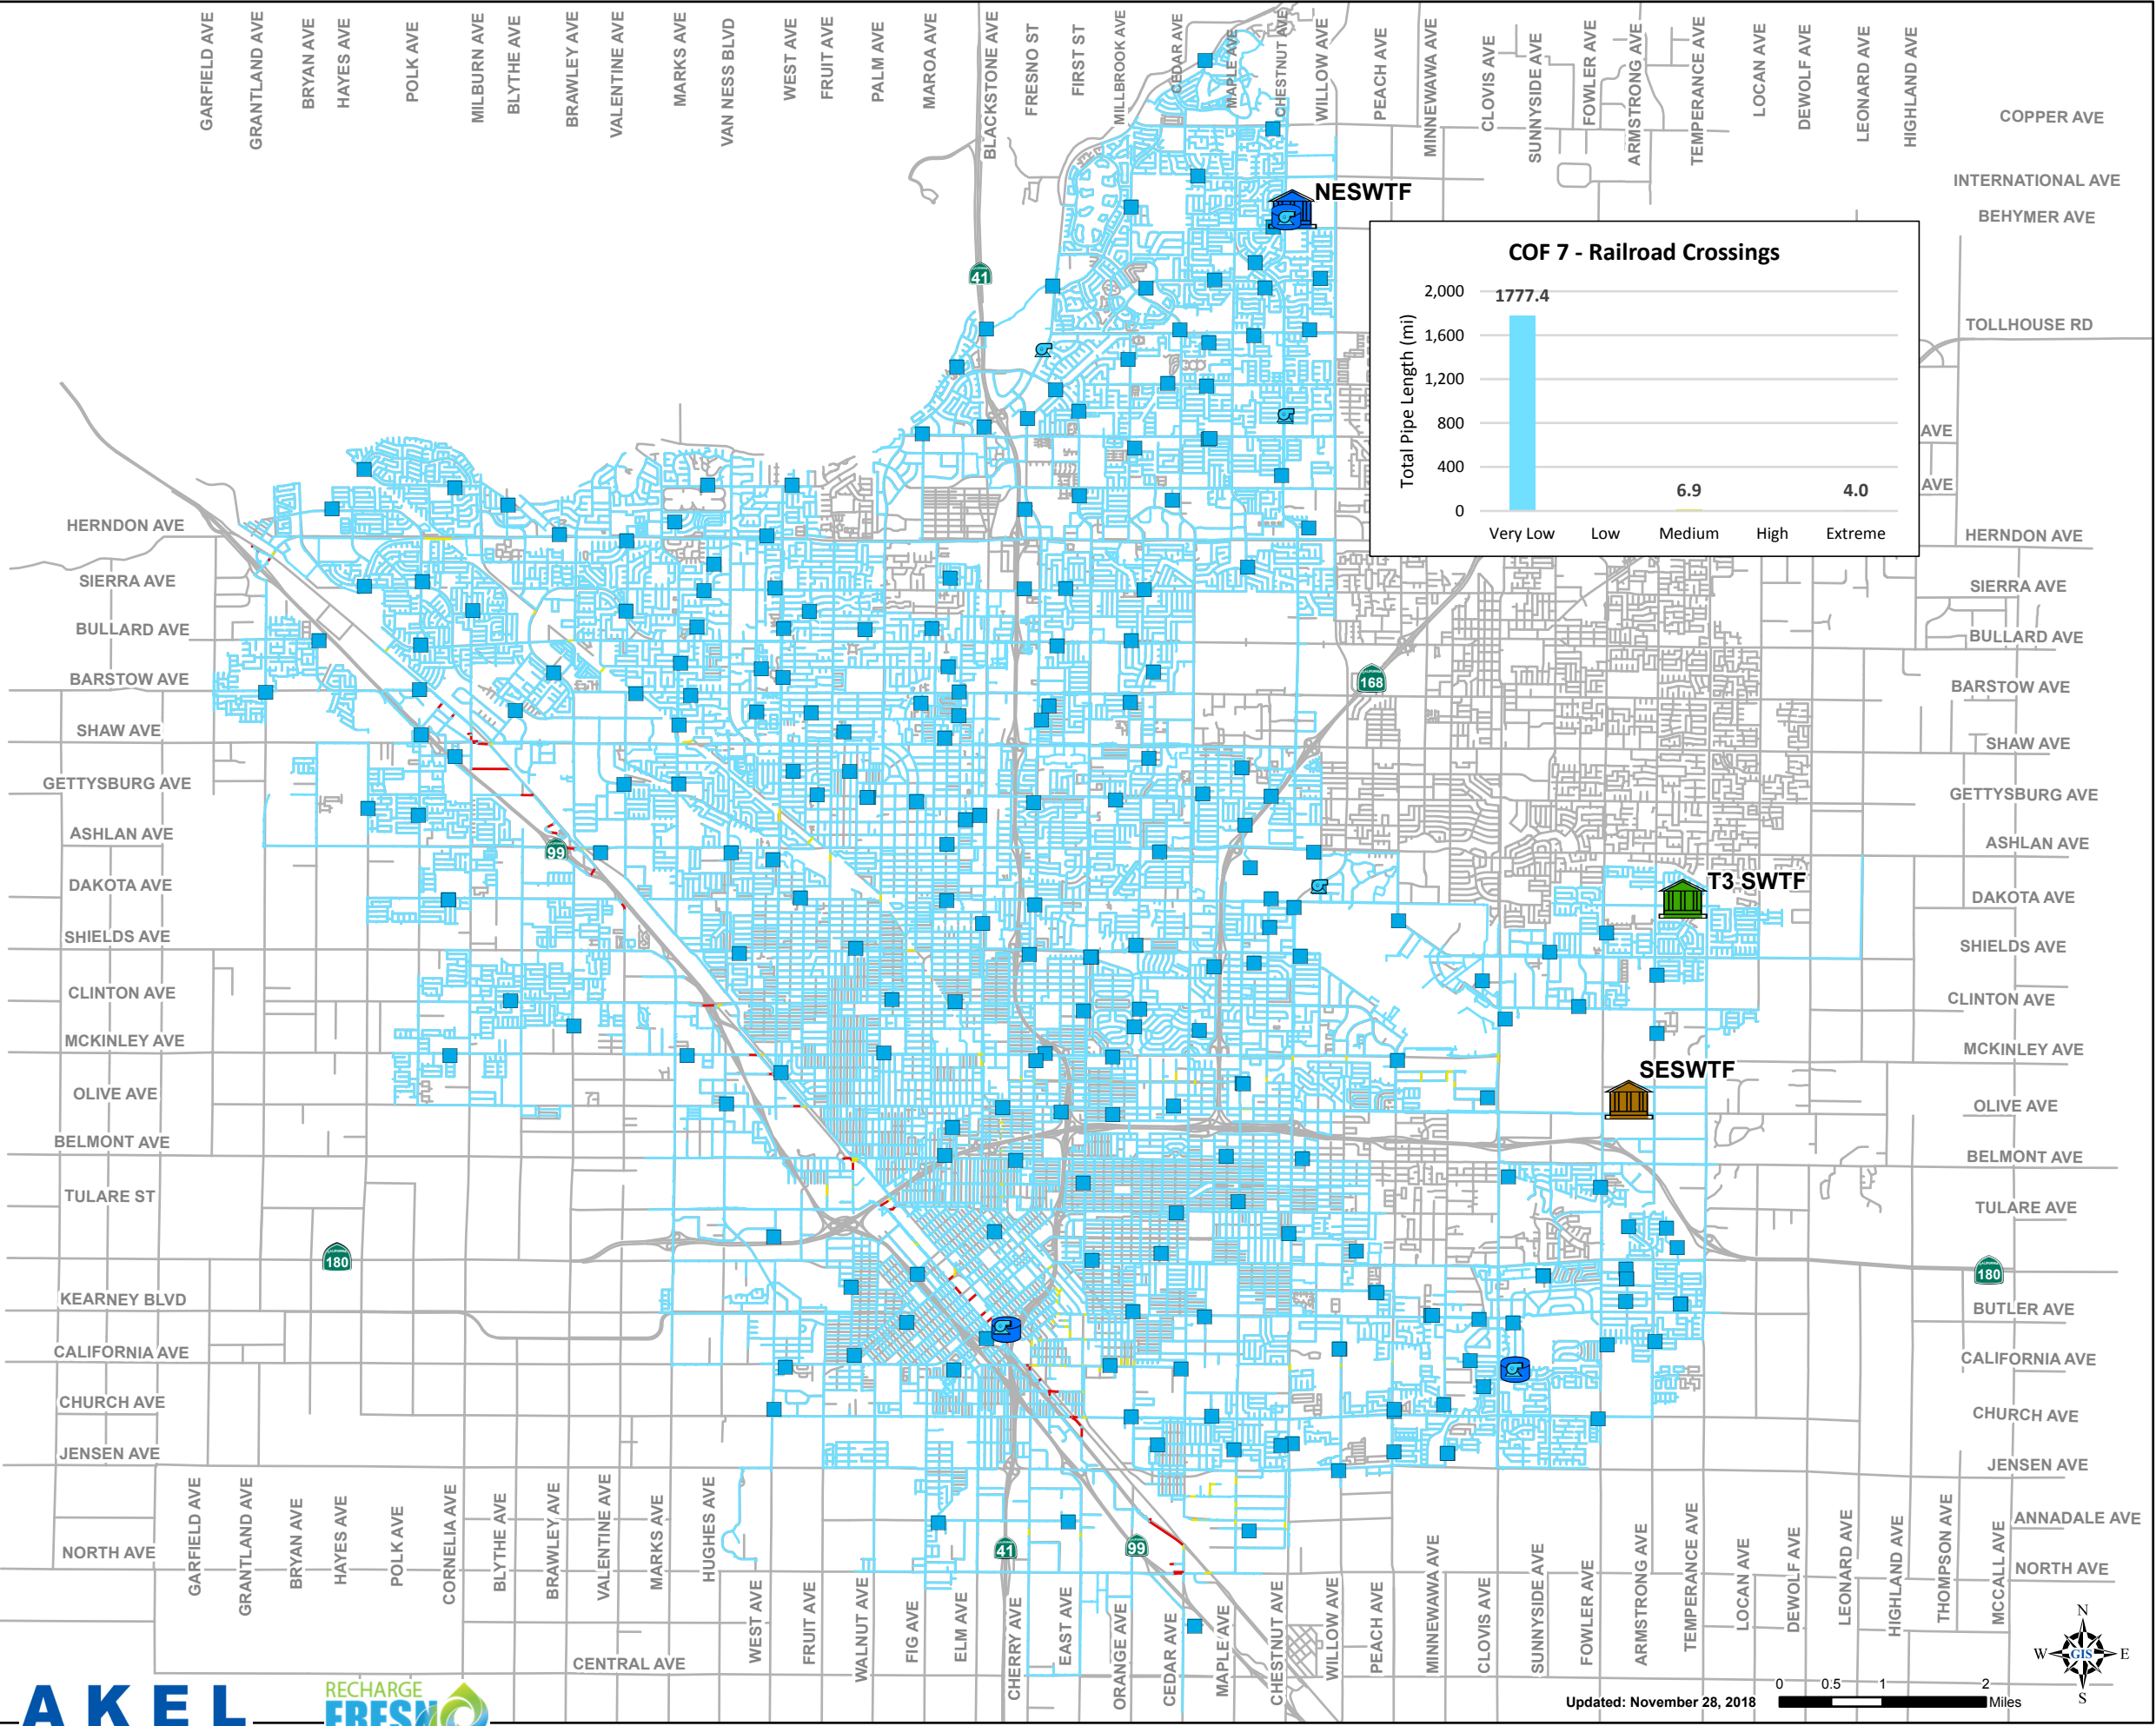 GARFIELD AVE
GRANTLAND AVE
BRYAN AVE
HAYES AVE
POLK AVE
MILBURN AVE
BLYTHE AVE
BRAWLEY AVE
VALENTINE AVE
MARKS AVE
VAN NESS BLVD
WEST AVE
FRUIT AVE
PALM AVE
MAROA AVE
BLACKSTONE AVE
FRESNO ST
FIRST ST
MILLBROOK AVE
CEDAR AVE
MAPLE AVE
CHESTNUT AVE
WILLOW AVE
PEACH AVE
MINNEWAWA AVE
CLOVIS AVE
SUNNYSIDE AVE
FOWLER AVE
ARMSTRONG AVE
TEMPERANCE AVE
LOCAN AVE
DEWOLF AVE
LEONARD AVE
HIGHLAND AVE
COPPER AVE
INTERNATIONAL AVE
BEHYMER AVE
TOLLHOUSE RD
AVE
AVE
HERNDON AVE
SIERRA AVE
BULLARD AVE
BARSTOW AVE
SHAW AVE
GETTYSBURG AVE
ASHLAN AVE
DAKOTA AVE
SHIELDS AVE
CLINTON AVE
MCKINLEY AVE
OLIVE AVE
BELMONT AVE
TULARE AVE
BUTLER AVE
CALIFORNIA AVE
CHURCH AVE
JENSEN AVE
ANNADALE AVE
NORTH AVE
NESWTF
COF 7 - Railroad Crossings
Total Pipe Length (mi)
2,000
1,600
1,200
800
400
0
1777.4
6.9
4.0
Very Low
Low
Medium
High
Extreme
41
168
99
180
180
41
99
T3 SWTF
SESWTF
HERNDON AVE
SIERRA AVE
BULLARD AVE
BARSTOW AVE
SHAW AVE
GETTYSBURG AVE
ASHLAN AVE
DAKOTA AVE
SHIELDS AVE
CLINTON AVE
MCKINLEY AVE
OLIVE AVE
BELMONT AVE
TULARE ST
KEARNEY BLVD
CALIFORNIA AVE
CHURCH AVE
JENSEN AVE
NORTH AVE
GARFIELD AVE
GRANTLAND AVE
BRYAN AVE
HAYES AVE
POLK AVE
CORNELIA AVE
BLYTHE AVE
BRAWLEY AVE
VALENTINE AVE
MARKS AVE
HUGHES AVE
WEST AVE
FRUIT AVE
WALNUT AVE
FIG AVE
ELM AVE
CHERRY AVE
EAST AVE
ORANGE AVE
CEDAR AVE
MAPLE AVE
CHESTNUT AVE
WILLOW AVE
PEACH AVE
MINNEWAWA AVE
CLOVIS AVE
SUNNYSIDE AVE
FOWLER AVE
ARMSTRONG AVE
TEMPERANCE AVE
LOCAN AVE
DEWOLF AVE
LEONARD AVE
HIGHLAND AVE
THOMPSON AVE
MCCALL AVE
CENTRAL AVE
AKEL
RECHARGE
FRESNO
Updated: November 28, 2018
0 0.5 1 2
Miles
N
W GIS E
S